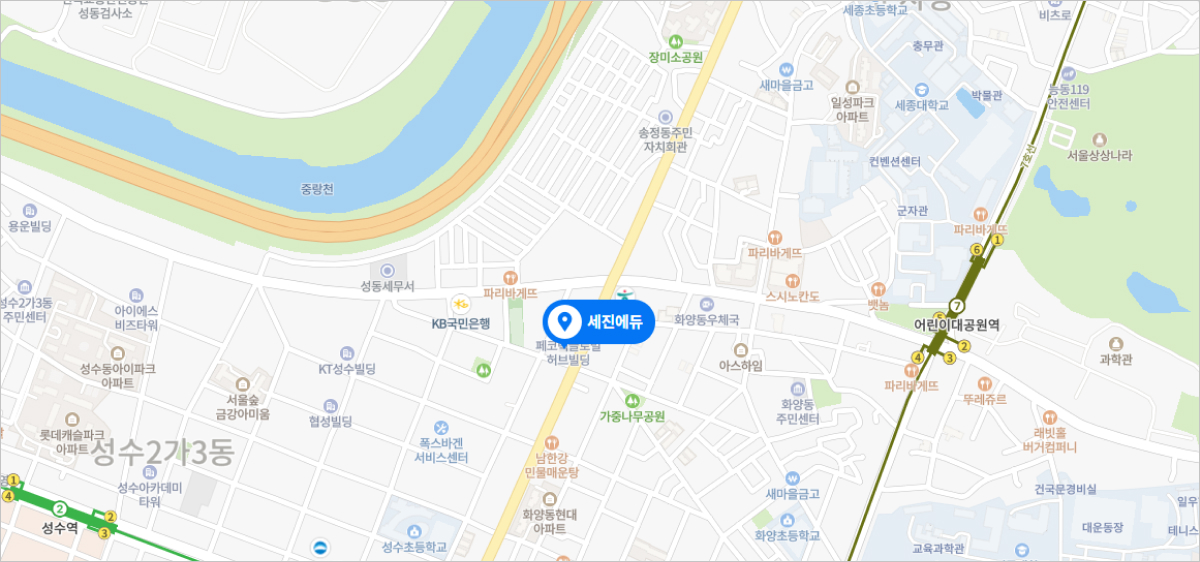 성동검사소
세종초등학교
비츠로
충무관
장미소공원
새마을금고
일성파크
아파트
세종대학교
박물관
능동119
안전센터
송정동주민
자치회관
7호선
서울상상나라
컨벤션센터
중랑천
용운빌딩
군자관
파리바게뜨
파리바게뜨
6
1
성동세무서
파리바게뜨
스시노칸도
뱃놈
성수2가3동
주민센터
아이에스
비즈타워
KB국민은행
세진에듀
화양동우체국
7
어린이대공원역
허브빌딩
2
4
3
성수동아이파크
아파트
KT성수빌딩
아스하임
과학관
서울숲
금강아미움
파리바게뜨
뚜레쥬르
협성빌딩
가중나무공원
화양동
주민센터
롯데캐슬파크
아파트
성수2가3동
폭스바겐
서비스센터
래빗홀
버거컴퍼니
남한강
민물매운탕
성수아카데미
타워
새마을금고
건국문경비실
1
4
2
성수역
2
3
화양동현대
아파트
성수초등학교
화양초등학교
대운동장
일우
테니스
교육과학관